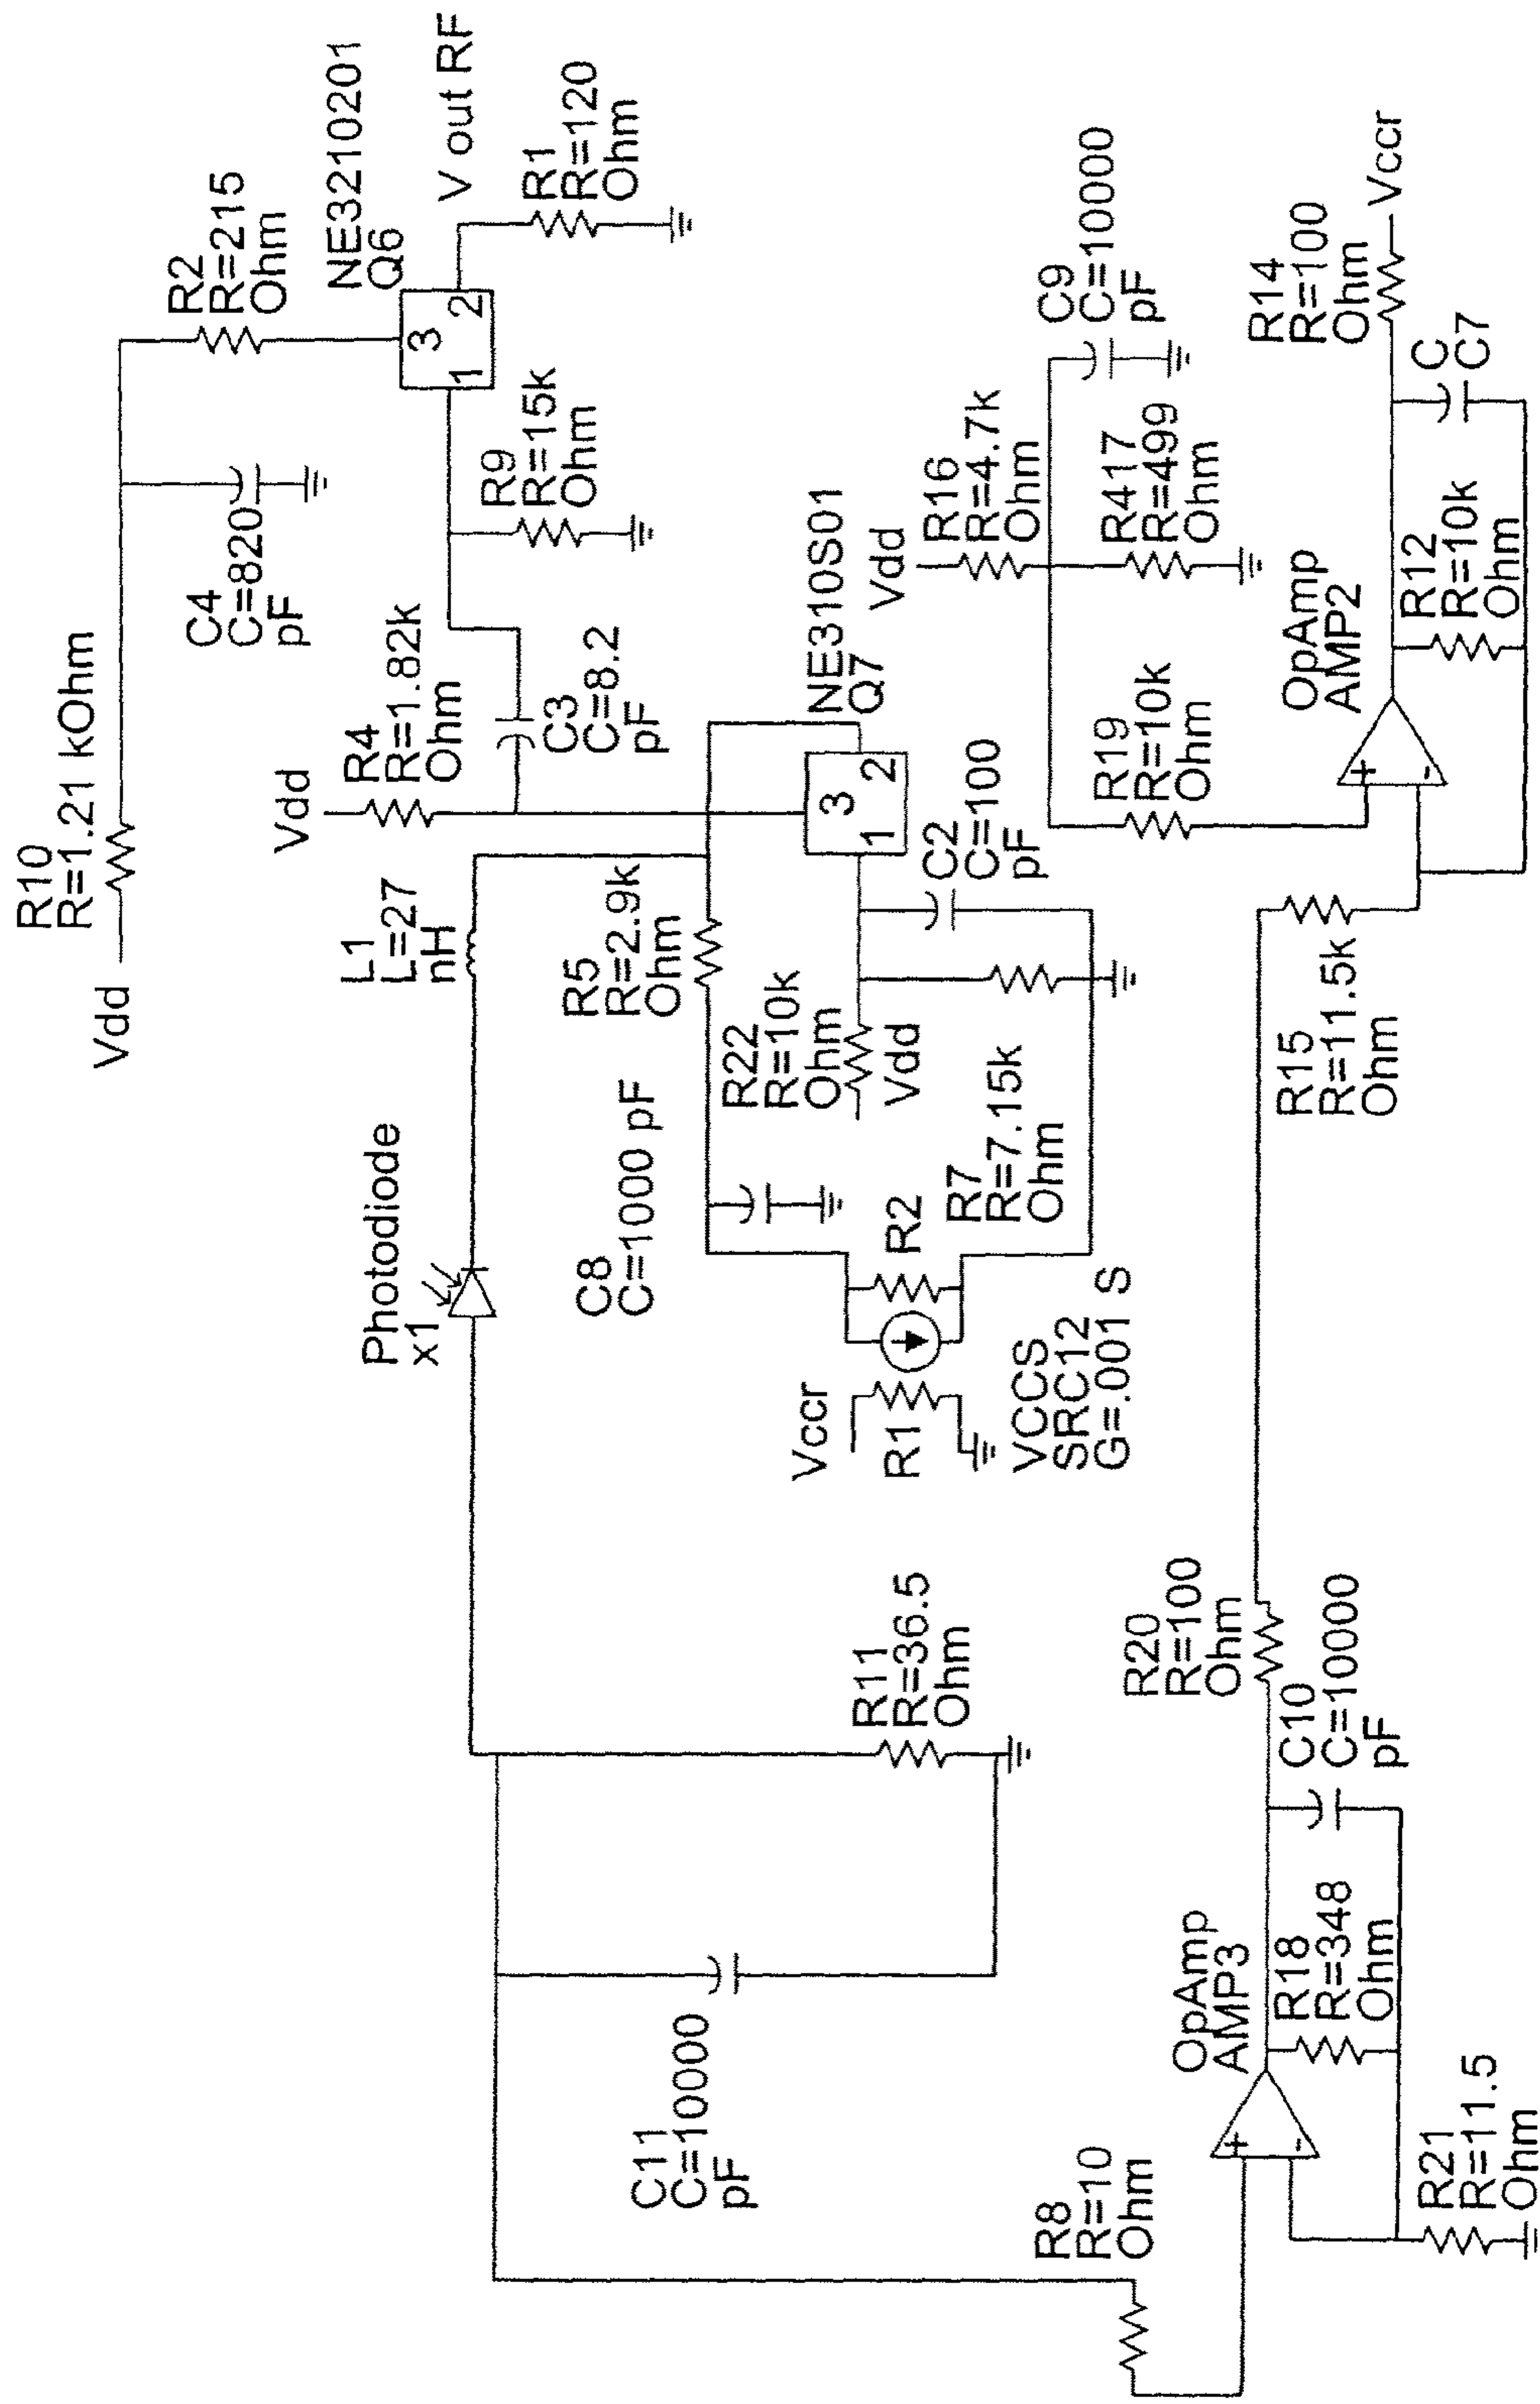 R10
R=1.21 kOhm
Vdd
C4
C=820
pF
R2
R=215
Ohm
NE3210201
Q6
3
1
2
V out RF
R1
R=120
Ohm
R9
R=15k
Ohm
Vdd
R4
R=1.82k
Ohm
C3
C=8.2
pF
L1
L=27
nH
Photodiode
x1
R5
R=2.9k
Ohm
NE310S01
Q7
3
1
2
C2
C=100
pF
R22
R=10k
Ohm
Vdd
R7
R=7.15k
Ohm
C8
C=1000 pF
R2
Vccr
R1
VCCS
SRC12
G=.001 S
R11
R=36.5
Ohm
C11
C=10000
pF
R8
R=10
Ohm
OpAmp
AMP3
+
-
R18
R=348
Ohm
R21
R=11.5
Ohm
C10
C=10000
pF
R20
R=100
Ohm
R15
R=11.5k
Ohm
R19
R=10k
Ohm
Vdd
R16
R=4.7k
Ohm
R417
R=499
Ohm
C9
C=10000
pF
OpAmp
AMP2
+
-
R12
R=10k
Ohm
C
C7
R14
R=100
Ohm
Vccr